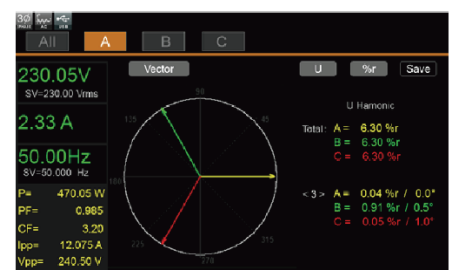 3Ø
All A B C
230.05V
SV=230.00 Vrms
2.33 A
50.00Hz
SV=50.000 Hz
P= 470.05 W
PF= 0.985
CF= 3.20
Ipp= 12.075 A
Vpp= 240.50 V
Vector
90
135
45
180
225
315
270
U %r Save
U Hamonic
Total: A = 6.30 %r
B = 6.30 %r
C = 6.30 %r
< 3 > A = 0.04 %r / 0.0°
B = 0.91 %r / 0.5°
C = 0.05 %r / 1.0°